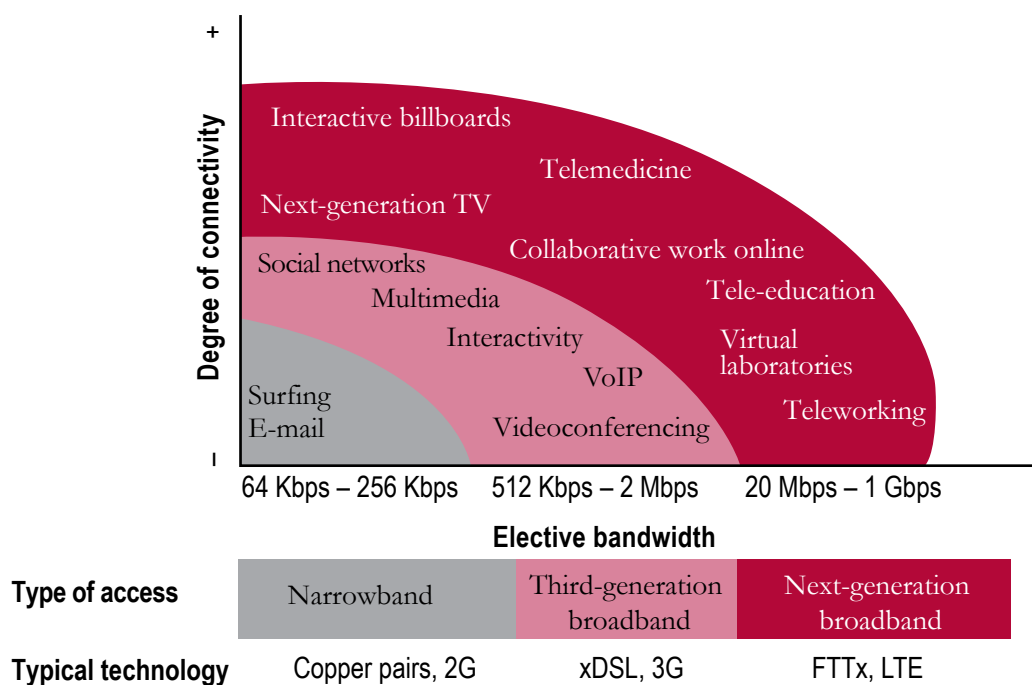 +
Degree of connectivity
Interactive billboards
Telemedicine
Next-generation TV
Collaborative work online
Social networks
Tele-education
Multimedia
Interactivity
Virtual
laboratories
VoIP
Surfing
E-mail
Teleworking
Videoconferencing
–
64 Kbps – 256 Kbps
512 Kbps – 2 Mbps
20 Mbps – 1 Gbps
Elective bandwidth
Type of access
Narrowband
Third-generation
broadband
Next-generation
broadband
Typical technology
Copper pairs, 2G
xDSL, 3G
FTTx, LTE